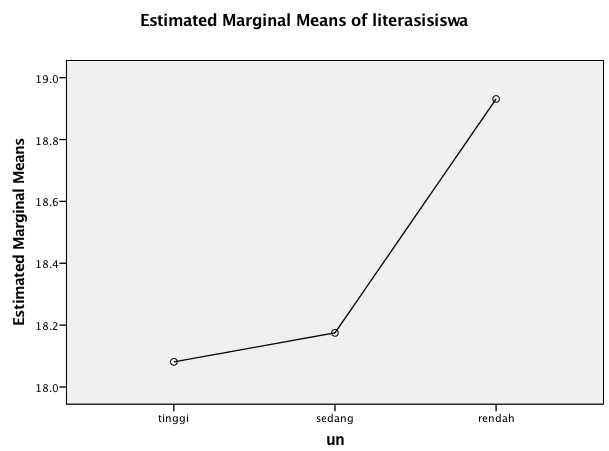 Estimated Marginal Means of literasisiswa
Estimated Marginal Means
19.0
18.8
18.6
18.4
18.2
18.0
tinggi
sedang
rendah
un